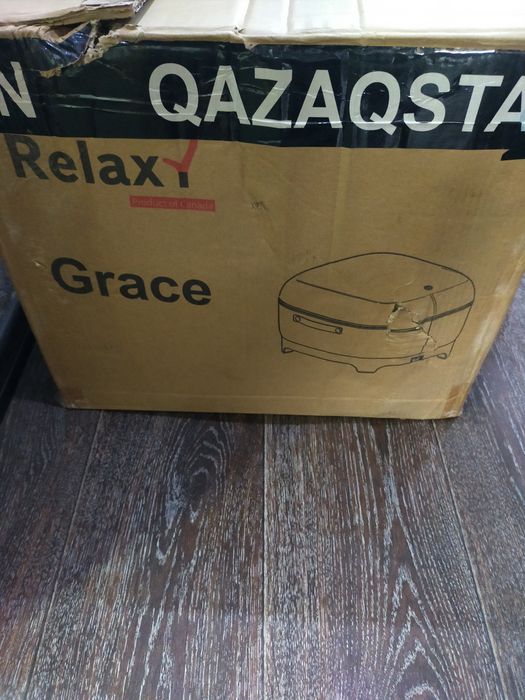 N QAZAQSTA
RelaxY
Product of Canada
Grace